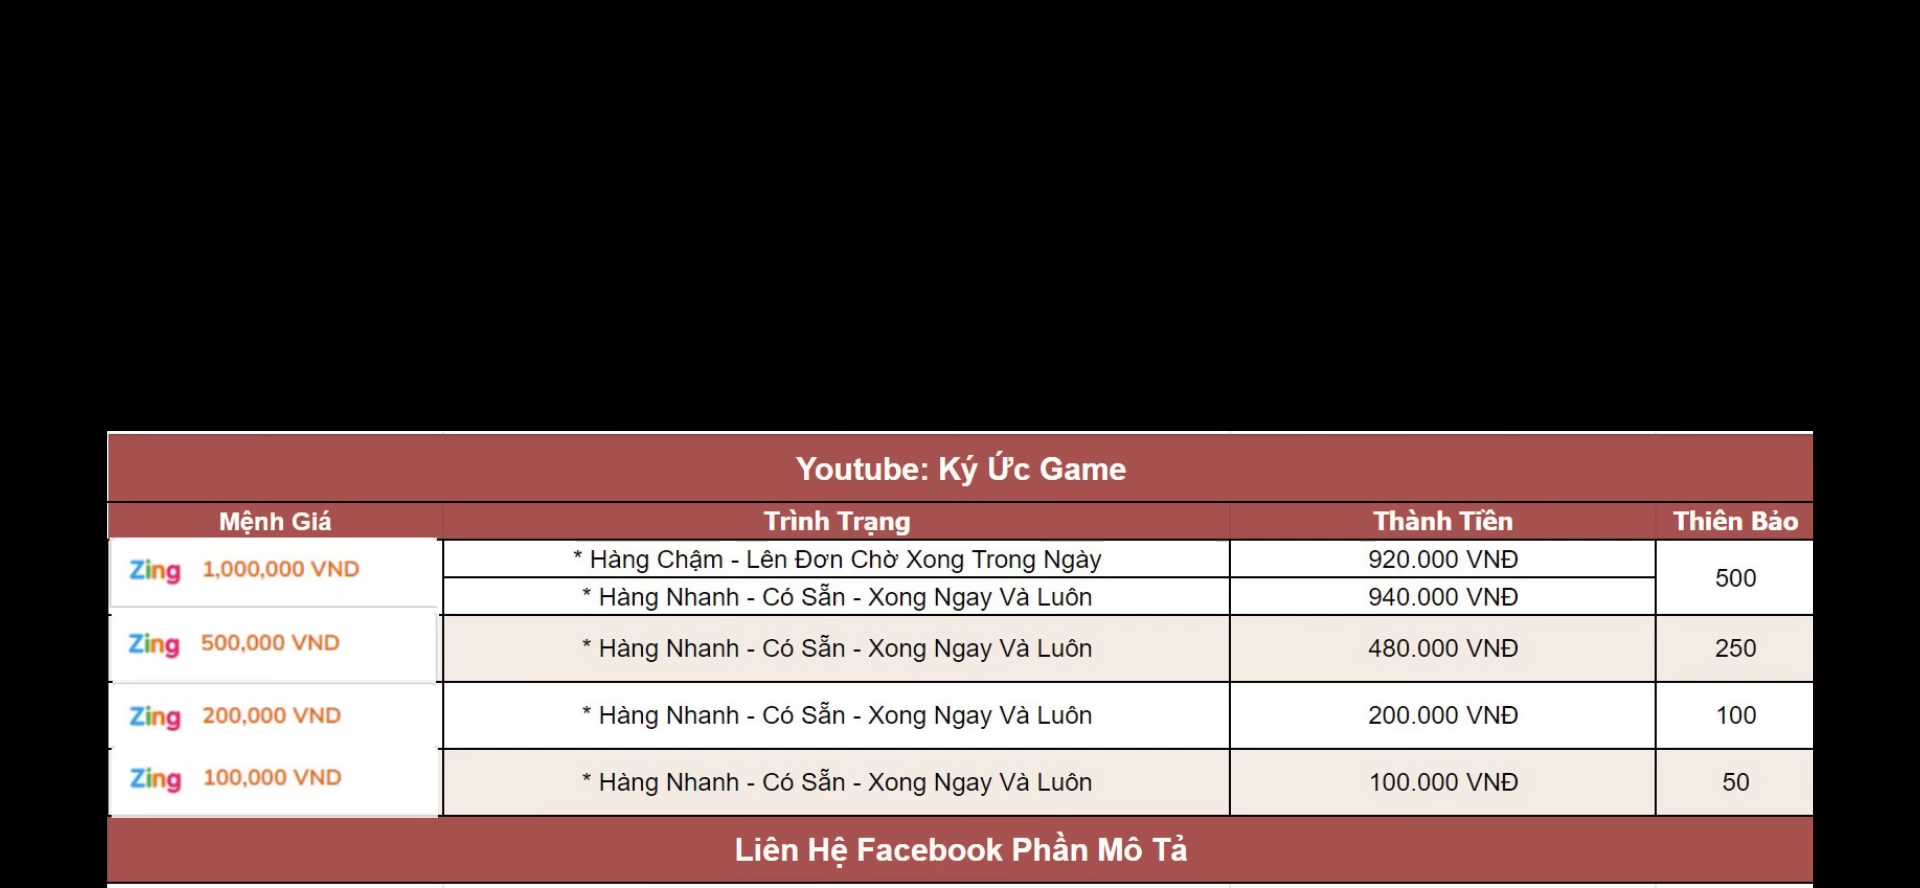 Youtube: Ký Ức Game
Mệnh Giá Trình Trạng Thành Tiền Thiên Bảo
Zing 1,000,000 VND * Hàng Chậm - Lên Đơn Chờ Xong Trong Ngày 920.000 VNĐ 500
* Hàng Nhanh - Có Sẵn - Xong Ngay Và Luôn 940.000 VNĐ
Zing 500,000 VND * Hàng Nhanh - Có Sẵn - Xong Ngay Và Luôn 480.000 VNĐ 250
Zing 200,000 VND * Hàng Nhanh - Có Sẵn - Xong Ngay Và Luôn 200.000 VNĐ 100
Zing 100,000 VND * Hàng Nhanh - Có Sẵn - Xong Ngay Và Luôn 100.000 VNĐ 50
Liên Hệ Facebook Phần Mô Tả